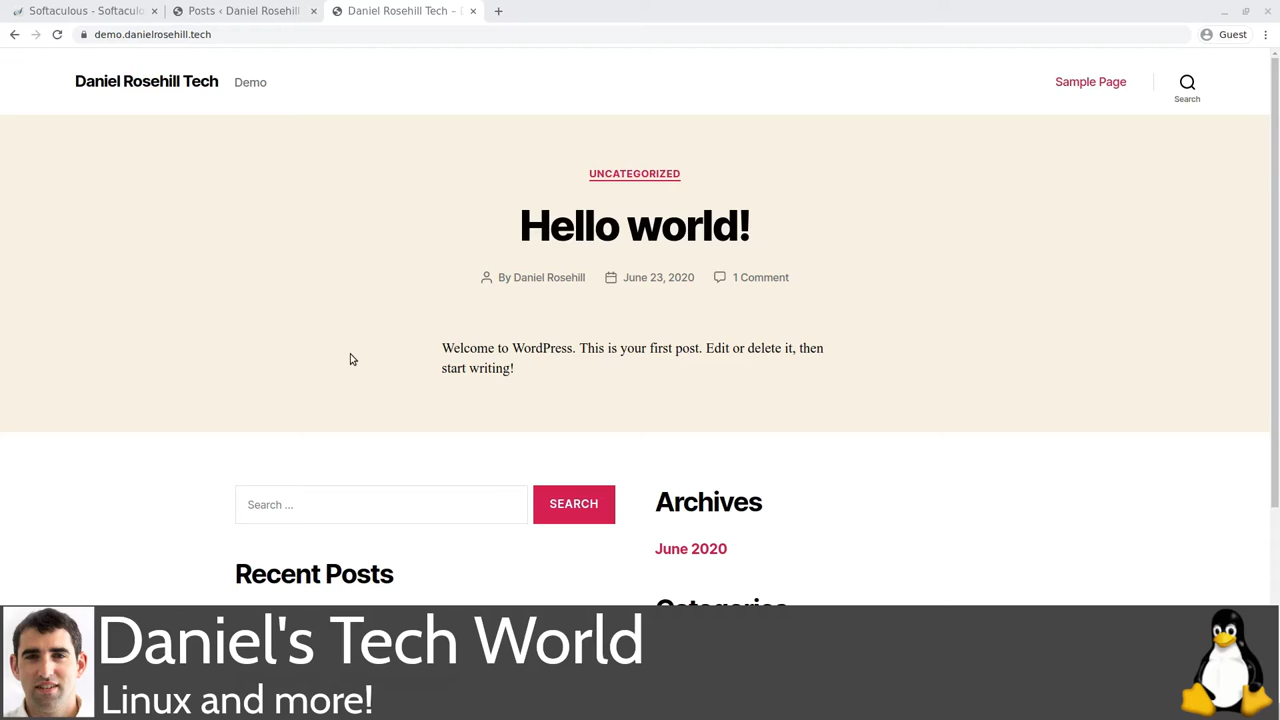 Softaculous - Softaculo
Posts ‹ Daniel Rosehill
Daniel Rosehill Tech –
demo.danielrosehill.tech
Guest
Daniel Rosehill Tech
Demo
Sample Page
Search
UNCATEGORIZED
Hello world!
By Daniel Rosehill
June 23, 2020
1 Comment
Welcome to WordPress. This is your first post. Edit or delete it, then
start writing!
Search …
SEARCH
Archives
June 2020
Recent Posts
Categories
Daniel's Tech World
Linux and more!